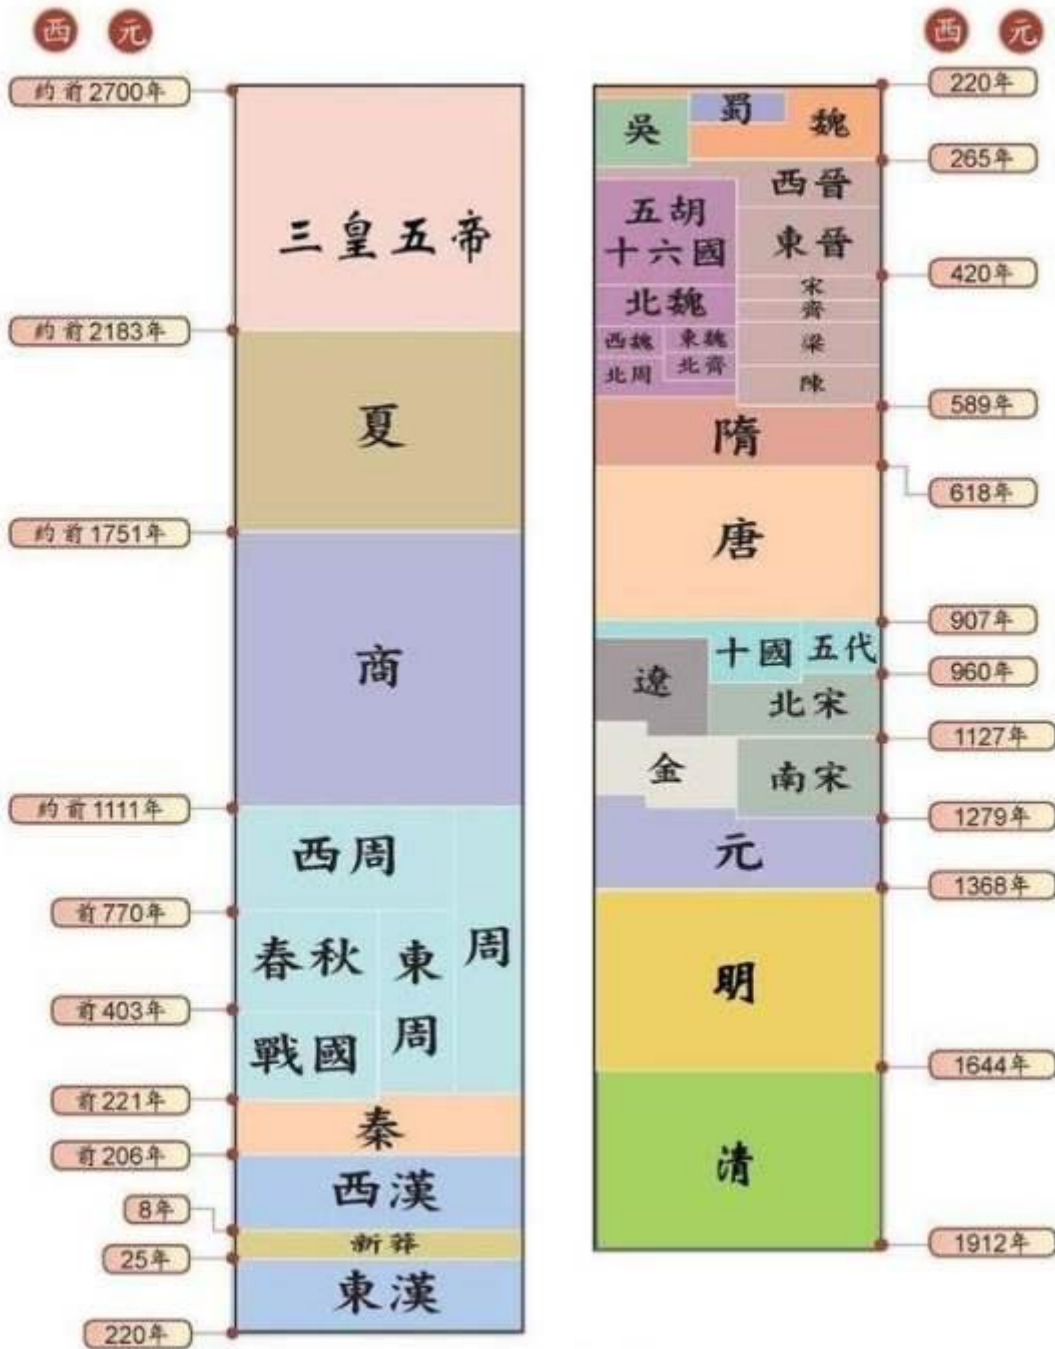 西元
約前2700年
三皇五帝
約前2183年
夏
約前1751年
商
約前1111年
西周
周
前770年
春秋
東周
前403年
戰國
前221年
秦
前206年
西漢
8年
新莽
25年
東漢
220年
西元
220年
蜀
吳
魏
265年
西晉
五胡
十六國
東晉
420年
宋
北魏
齊
西魏
東魏
梁
北周
北齊
陳
589年
隋
618年
唐
907年
十國
五代
960年
遼
北宋
1127年
金
南宋
1279年
元
1368年
明
1644年
清
1912年